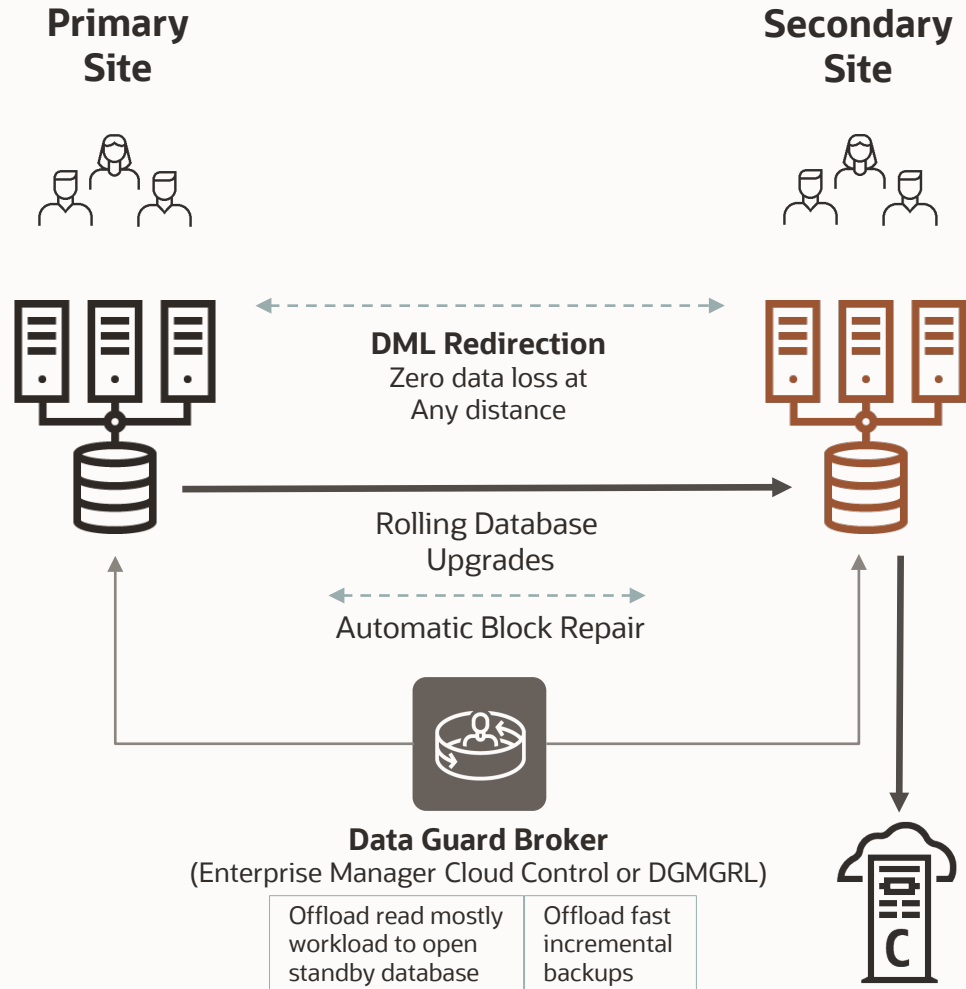 Primary
Site
Secondary
Site
DML Redirection
Zero data loss at
Any distance
Rolling Database
Upgrades
Automatic Block Repair
Data Guard Broker
(Enterprise Manager Cloud Control or DGMGRL)
Offload read mostly
workload to open
standby database
Offload fast
incremental
backups
C